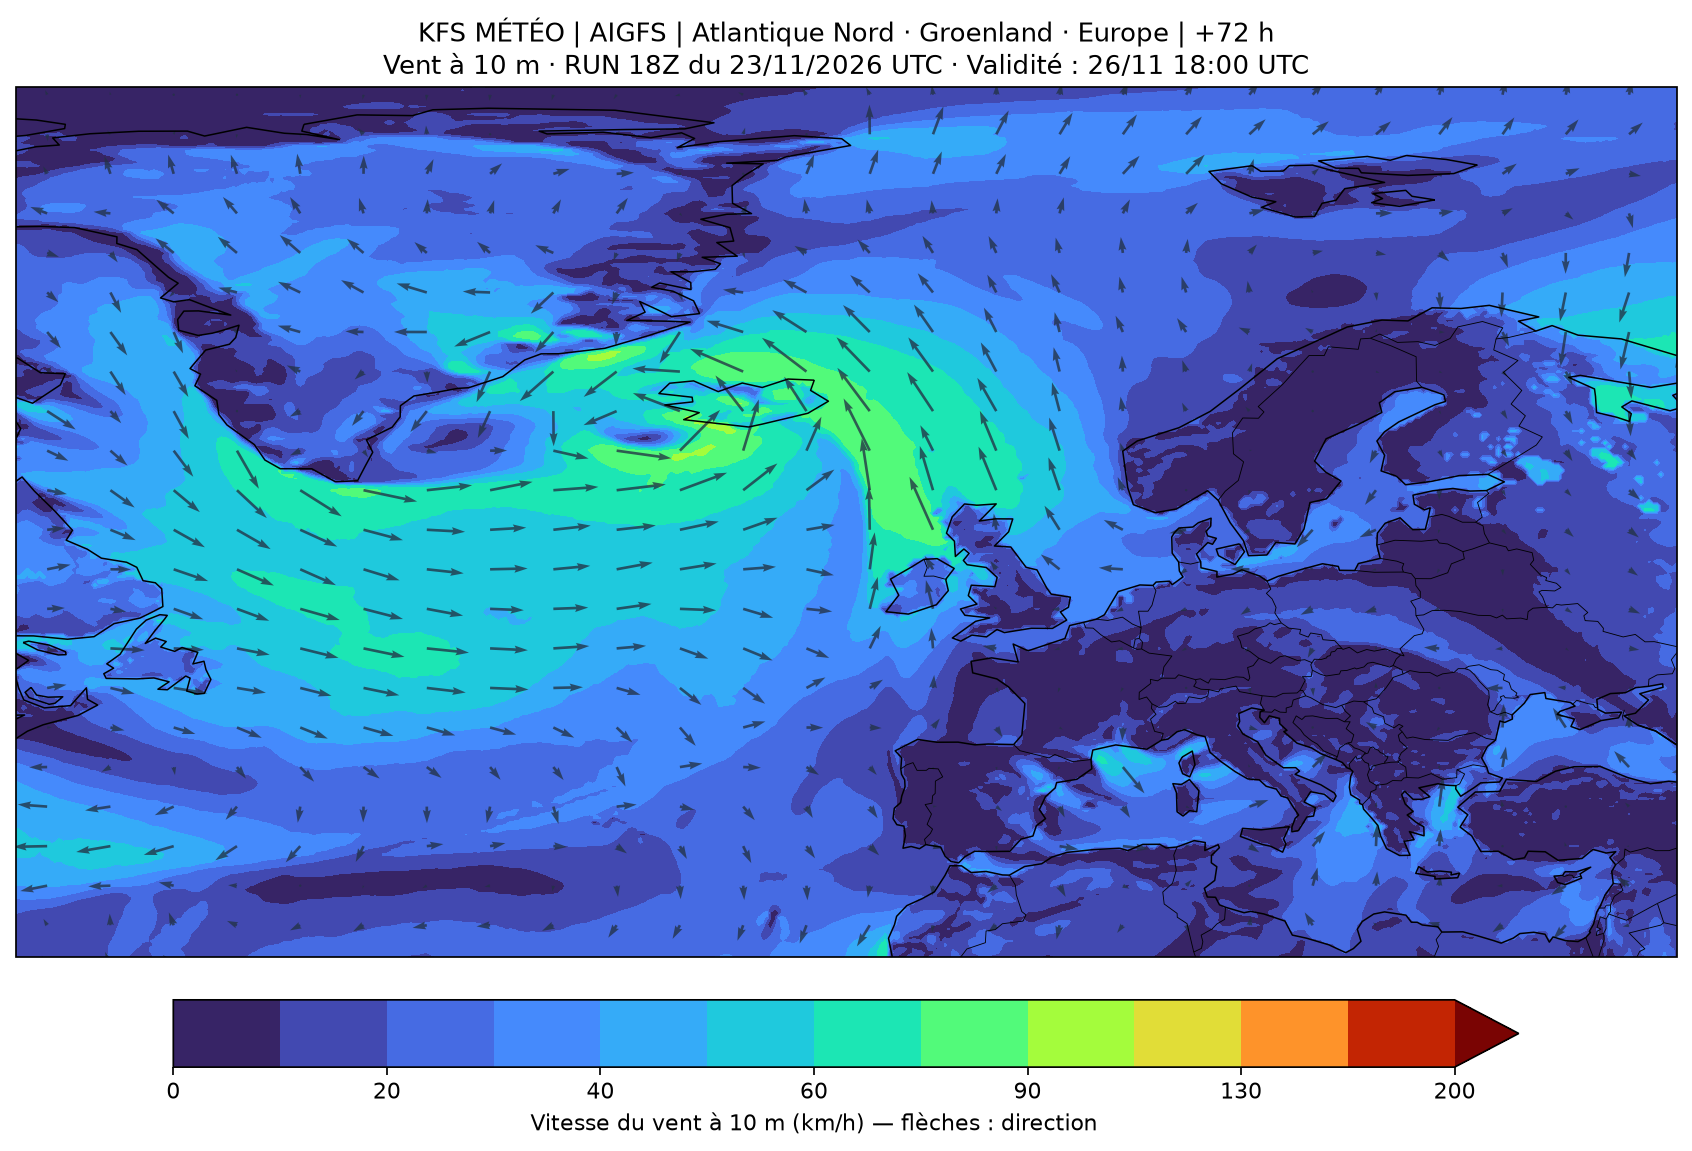 KFS MÉTÉO | AIGFS | Atlantique Nord · Groenland · Europe | +72 h
Vent à 10 m · RUN 18Z du 23/11/2026 UTC · Validité : 26/11 18:00 UTC
0 20 40 60 90 130 200
Vitesse du vent à 10 m (km/h) — flèches : direction